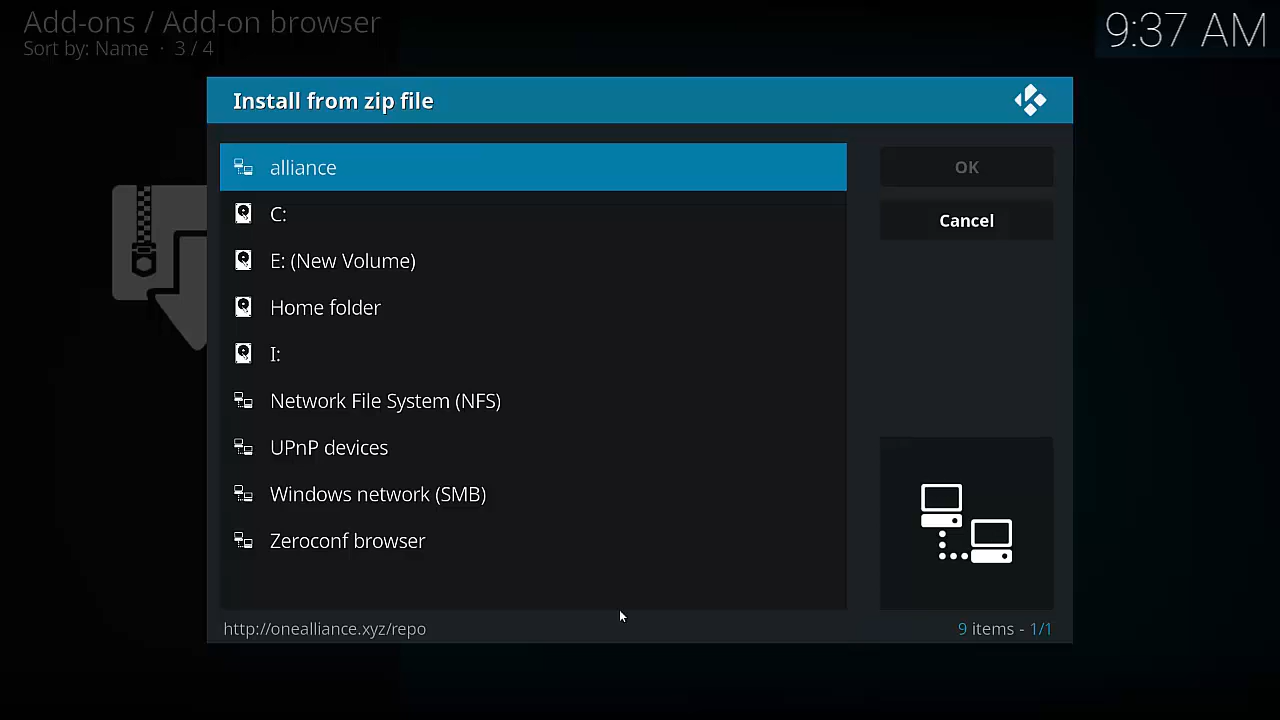 Add-ons / Add-on browser
Sort by: Name · 3 / 4
9:37 AM
Install from zip file
alliance
C:
E: (New Volume)
Home folder
I:
Network File System (NFS)
UPnP devices
Windows network (SMB)
Zeroconf browser
OK
Cancel
http://onealliance.xyz/repo
9 items - 1/1